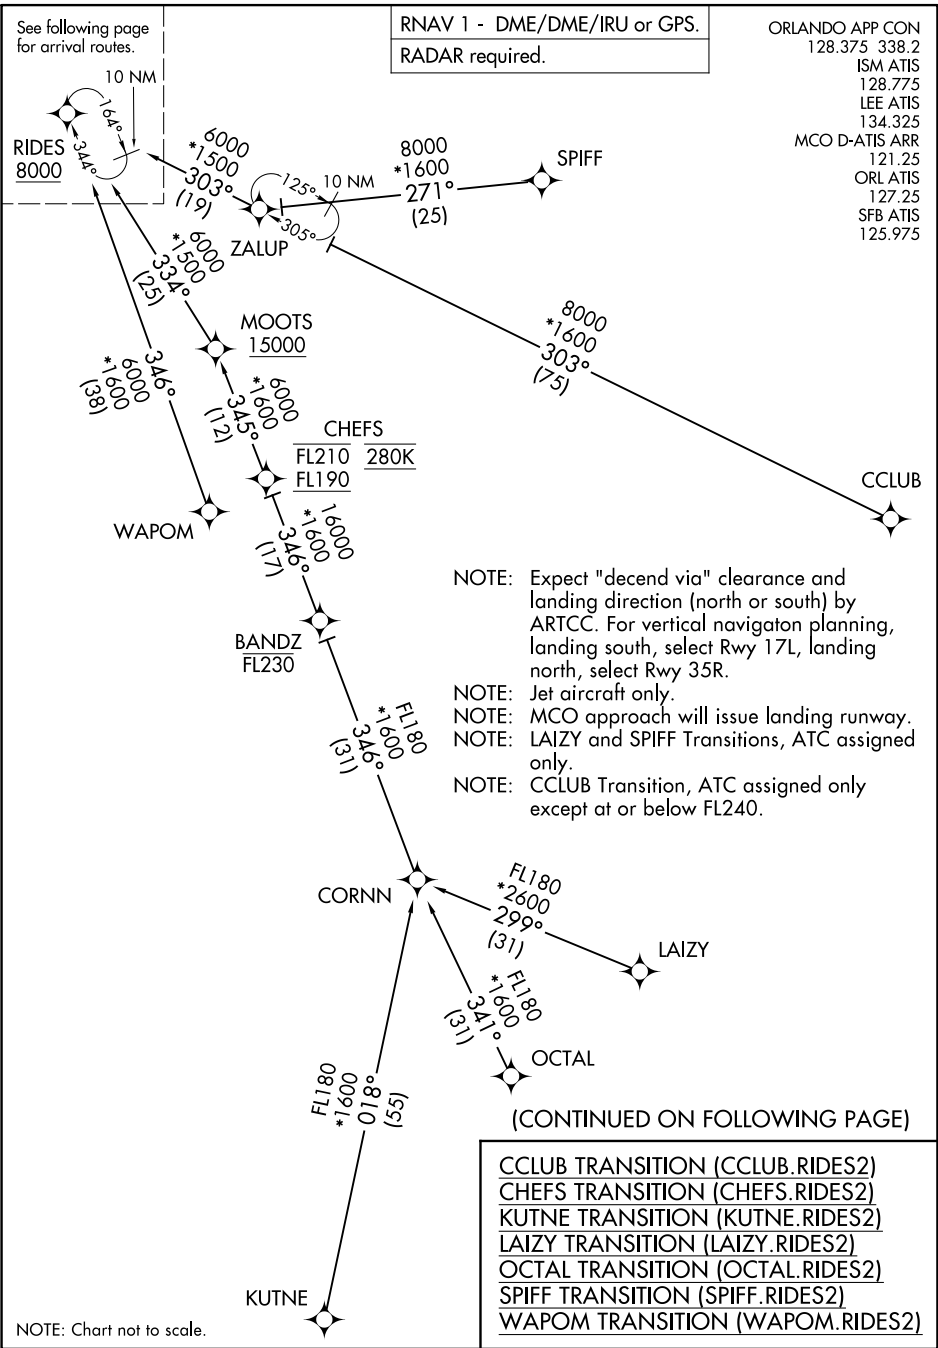 See following page
for arrival routes.
RNAV 1 - DME/DME/IRU or GPS.
RADAR required.
ORLANDO APP CON
128.375 338.2
ISM ATIS
128.775
LEE ATIS
134.325
MCO D-ATIS ARR
121.25
ORL ATIS
127.25
SFB ATIS
125.975
10 NM
164°
344°
RIDES
8000
6000
*1500
303°
(19)
125°
305°
10 NM
ZALUP
8000
*1600
271°
(25)
SPIFF
6000
*1500
334°
(25)
MOOTS
15000
8000
*1600
303°
(75)
CCLUB
346°
6000
*1600
(38)
WAPOM
6000
*1600
345°
(12)
CHEFS
FL210 280K
FL190
16000
*1600
346°
(17)
BANDZ
FL230
NOTE: Expect "decend via" clearance and
landing direction (north or south) by
ARTCC. For vertical navigaton planning,
landing south, select Rwy 17L, landing
north, select Rwy 35R.
NOTE: Jet aircraft only.
NOTE: MCO approach will issue landing runway.
NOTE: LAIZY and SPIFF Transitions, ATC assigned
only.
NOTE: CCLUB Transition, ATC assigned only
except at or below FL240.
FL180
*1600
346°
(31)
CORNN
FL180
*2600
299°
(31)
LAIZY
FL180
*1600
341°
(31)
OCTAL
FL180
*1600
018°
(55)
KUTNE
(CONTINUED ON FOLLOWING PAGE)
CCLUB TRANSITION (CCLUB.RIDES2)
CHEFS TRANSITION (CHEFS.RIDES2)
KUTNE TRANSITION (KUTNE.RIDES2)
LAIZY TRANSITION (LAIZY.RIDES2)
OCTAL TRANSITION (OCTAL.RIDES2)
SPIFF TRANSITION (SPIFF.RIDES2)
WAPOM TRANSITION (WAPOM.RIDES2)
NOTE: Chart not to scale.